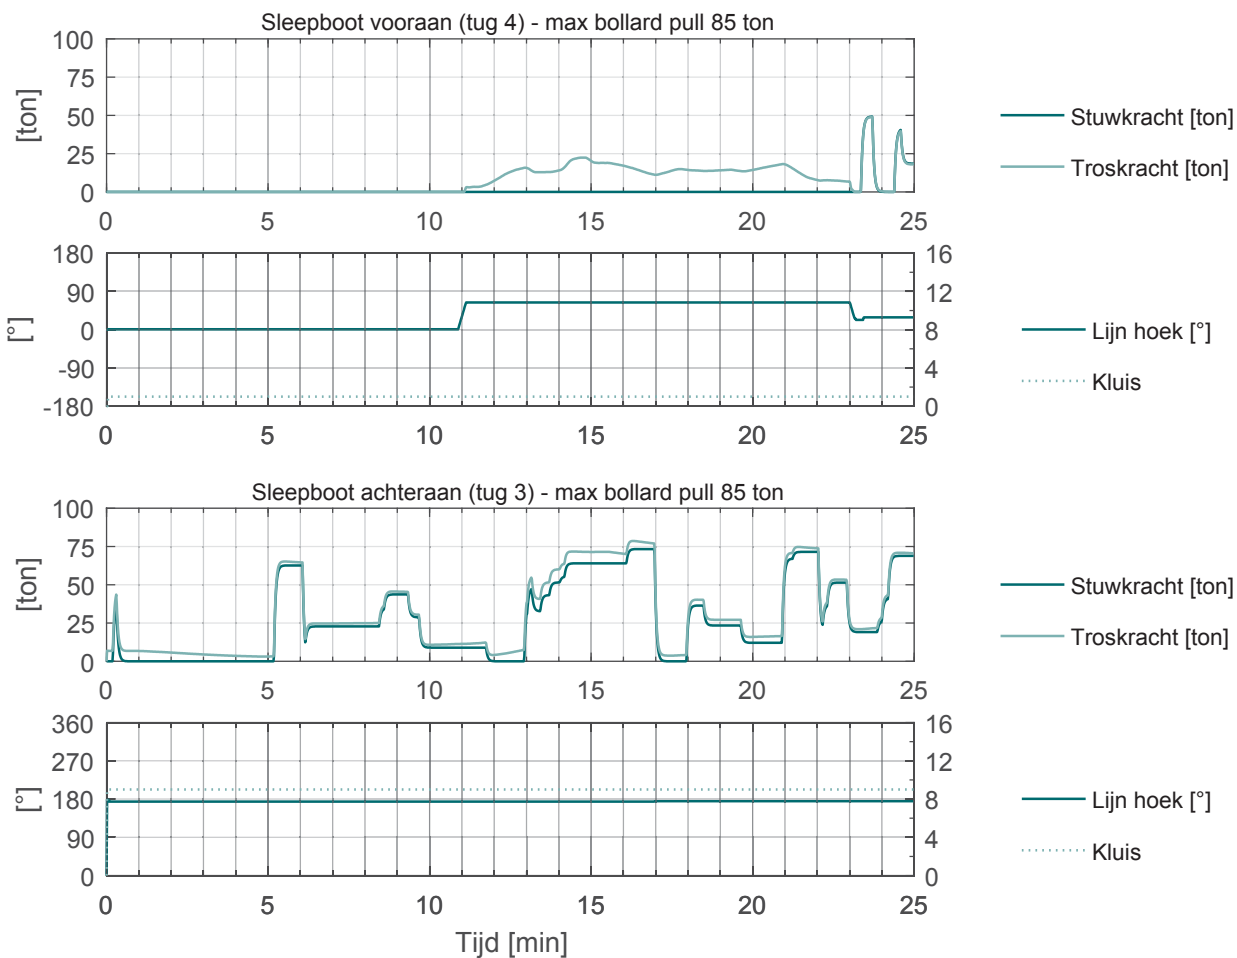 Sleepboot vooraan (tug 4) - max bollard pull 85 ton
100
75
50
25
0
[ton]
0 5 10 15 20 25
Stuwkracht [ton]
Troskracht [ton]
180
90
0
-90
-180
[°]
16
12
8
4
0
0 5 10 15 20 25
Lijn hoek [°]
Kluis
Sleepboot achteraan (tug 3) - max bollard pull 85 ton
100
75
50
25
0
[ton]
0 5 10 15 20 25
Stuwkracht [ton]
Troskracht [ton]
360
270
180
90
0
[°]
16
12
8
4
0
0 5 10 15 20 25
Tijd [min]
Lijn hoek [°]
Kluis